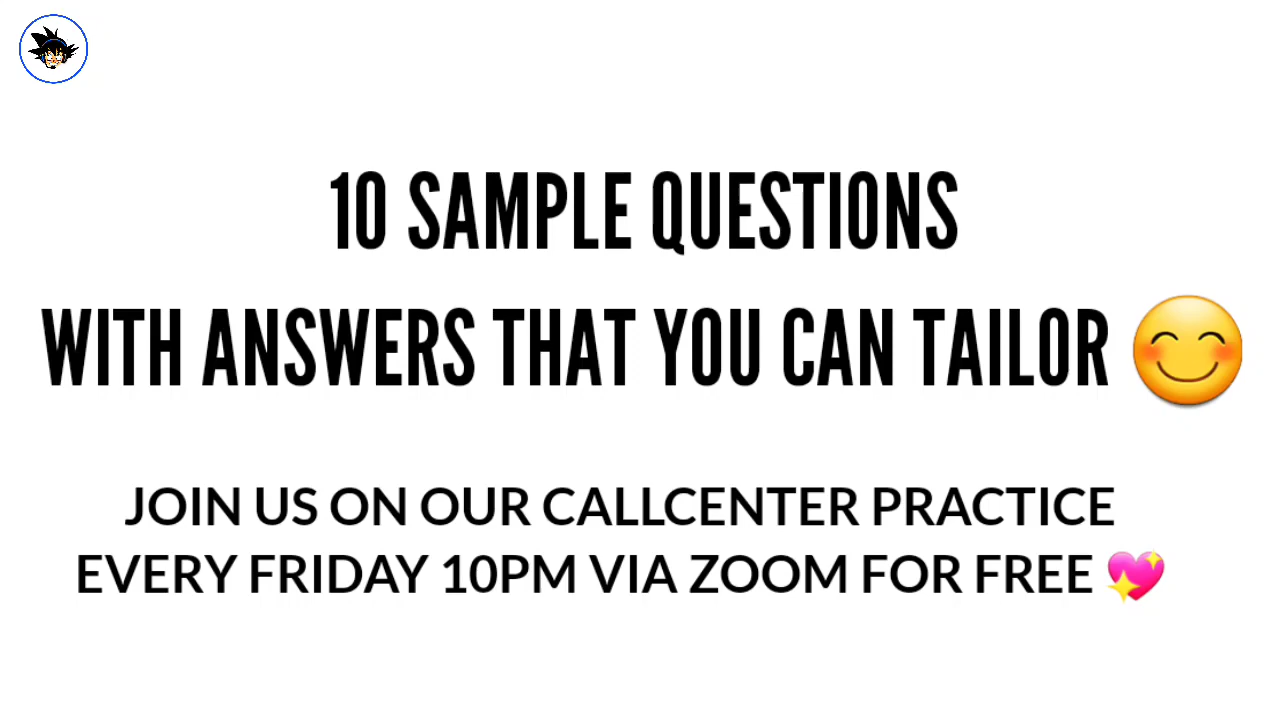 10 SAMPLE QUESTIONS
WITH ANSWERS THAT YOU CAN TAILOR 😊
JOIN US ON OUR CALLCENTER PRACTICE
EVERY FRIDAY 10PM VIA ZOOM FOR FREE 💖